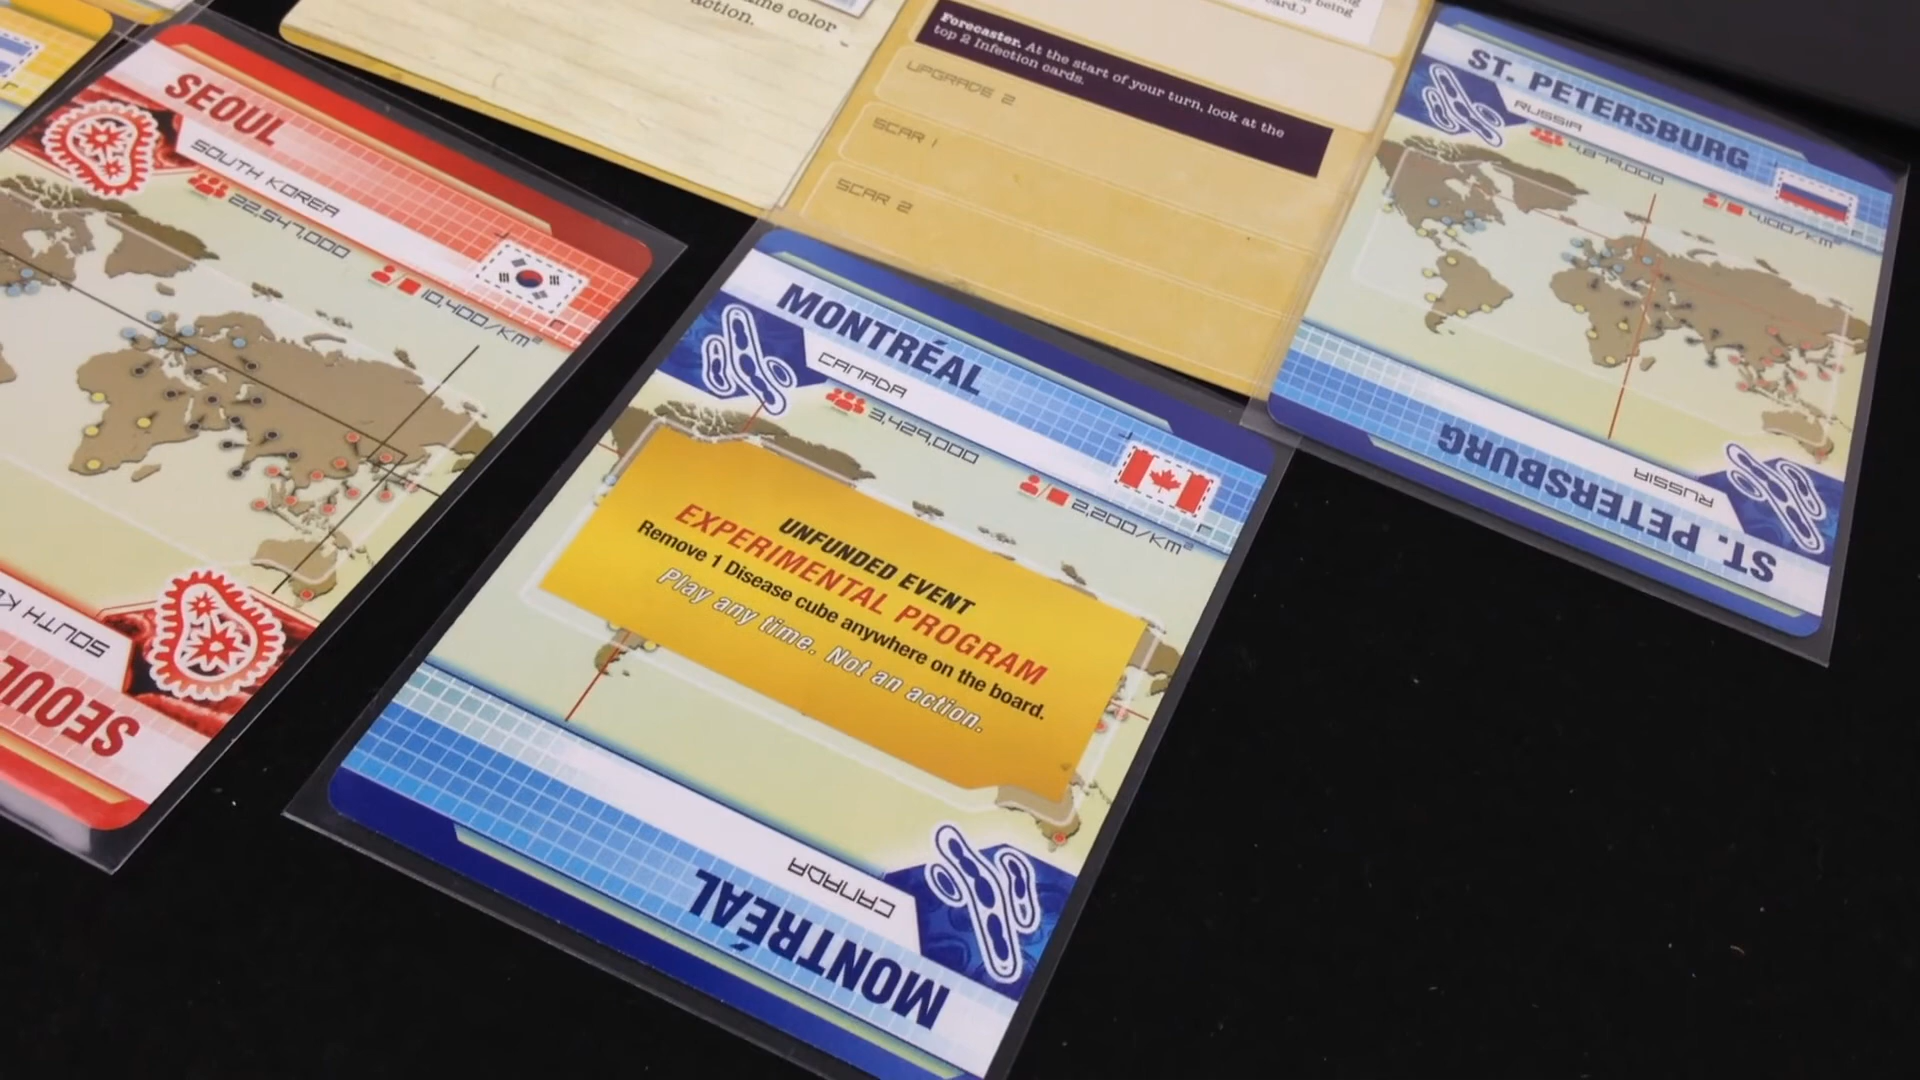 me color
action.
being
card.)
Forecaster. At the start of your turn, look at the
top 2 Infection cards.
UPGRADE 2
SCAR 1
SCAR 2
SEOUL
SOUTH KOREA
22,547,000
10,400/km²
SEOUL
MONTRÉAL
CANADA
3,429,000
2,200/km²
UNFUNDED EVENT
EXPERIMENTAL PROGRAM
Remove 1 Disease cube anywhere on the board.
Play any time. Not an action.
CANADA
MONTRÉAL
ST. PETERSBURG
RUSSIA
4,879,000
4,100/km²
RUSSIA
ST. PETERSBURG